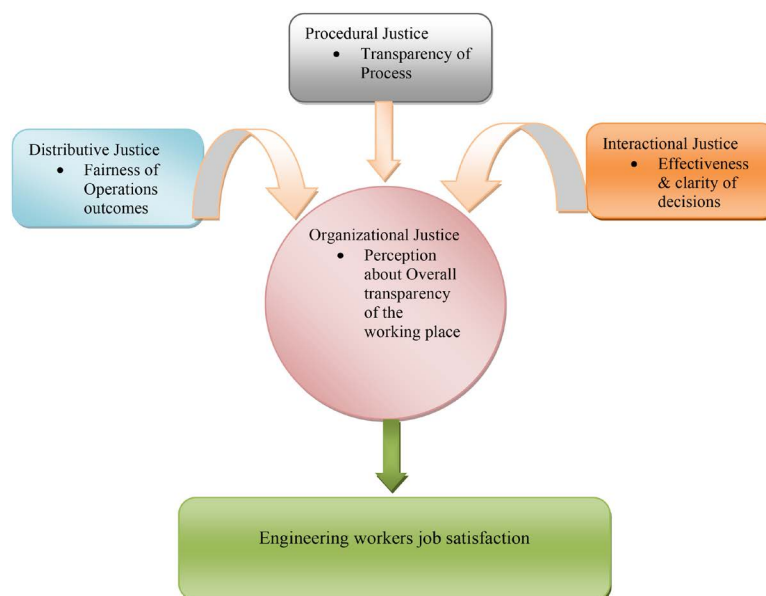 Procedural Justice
• Transparency of
Process
Distributive Justice
• Fairness of
Operations
outcomes
Interactional Justice
• Effectiveness
& clarity of
decisions
Organizational Justice
• Perception
about Overall
transparency
of the
working place
Engineering workers job satisfaction